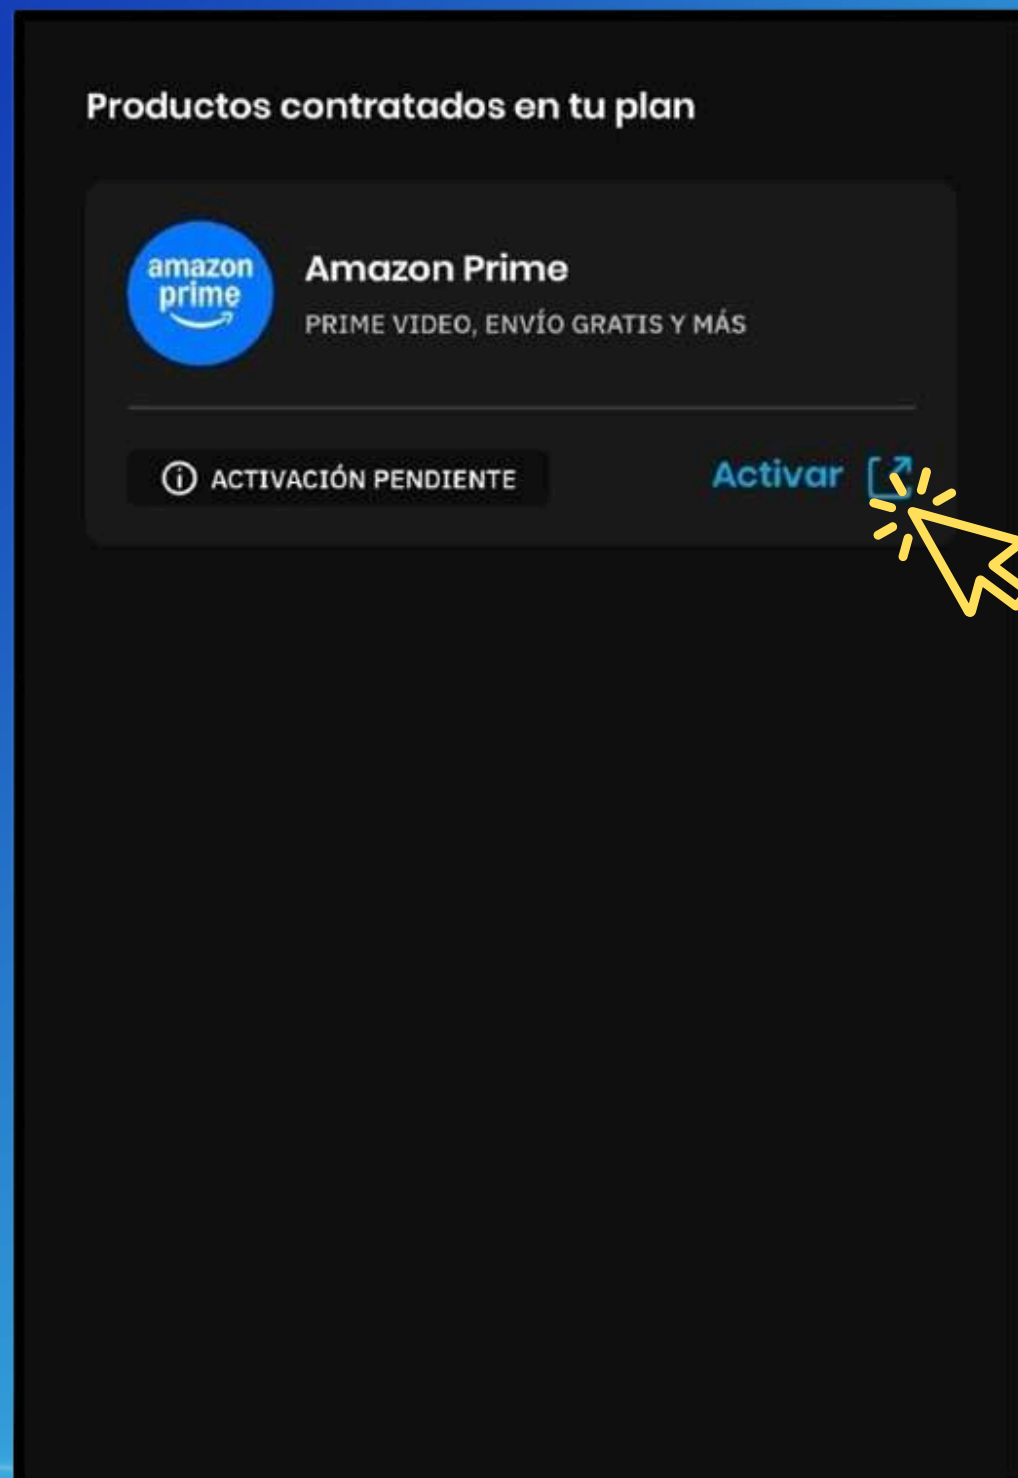 Productos contratados en tu plan
amazon
prime
Amazon Prime
PRIME VIDEO, ENVÍO GRATIS Y MÁS
ACTIVACIÓN PENDIENTE
Activar